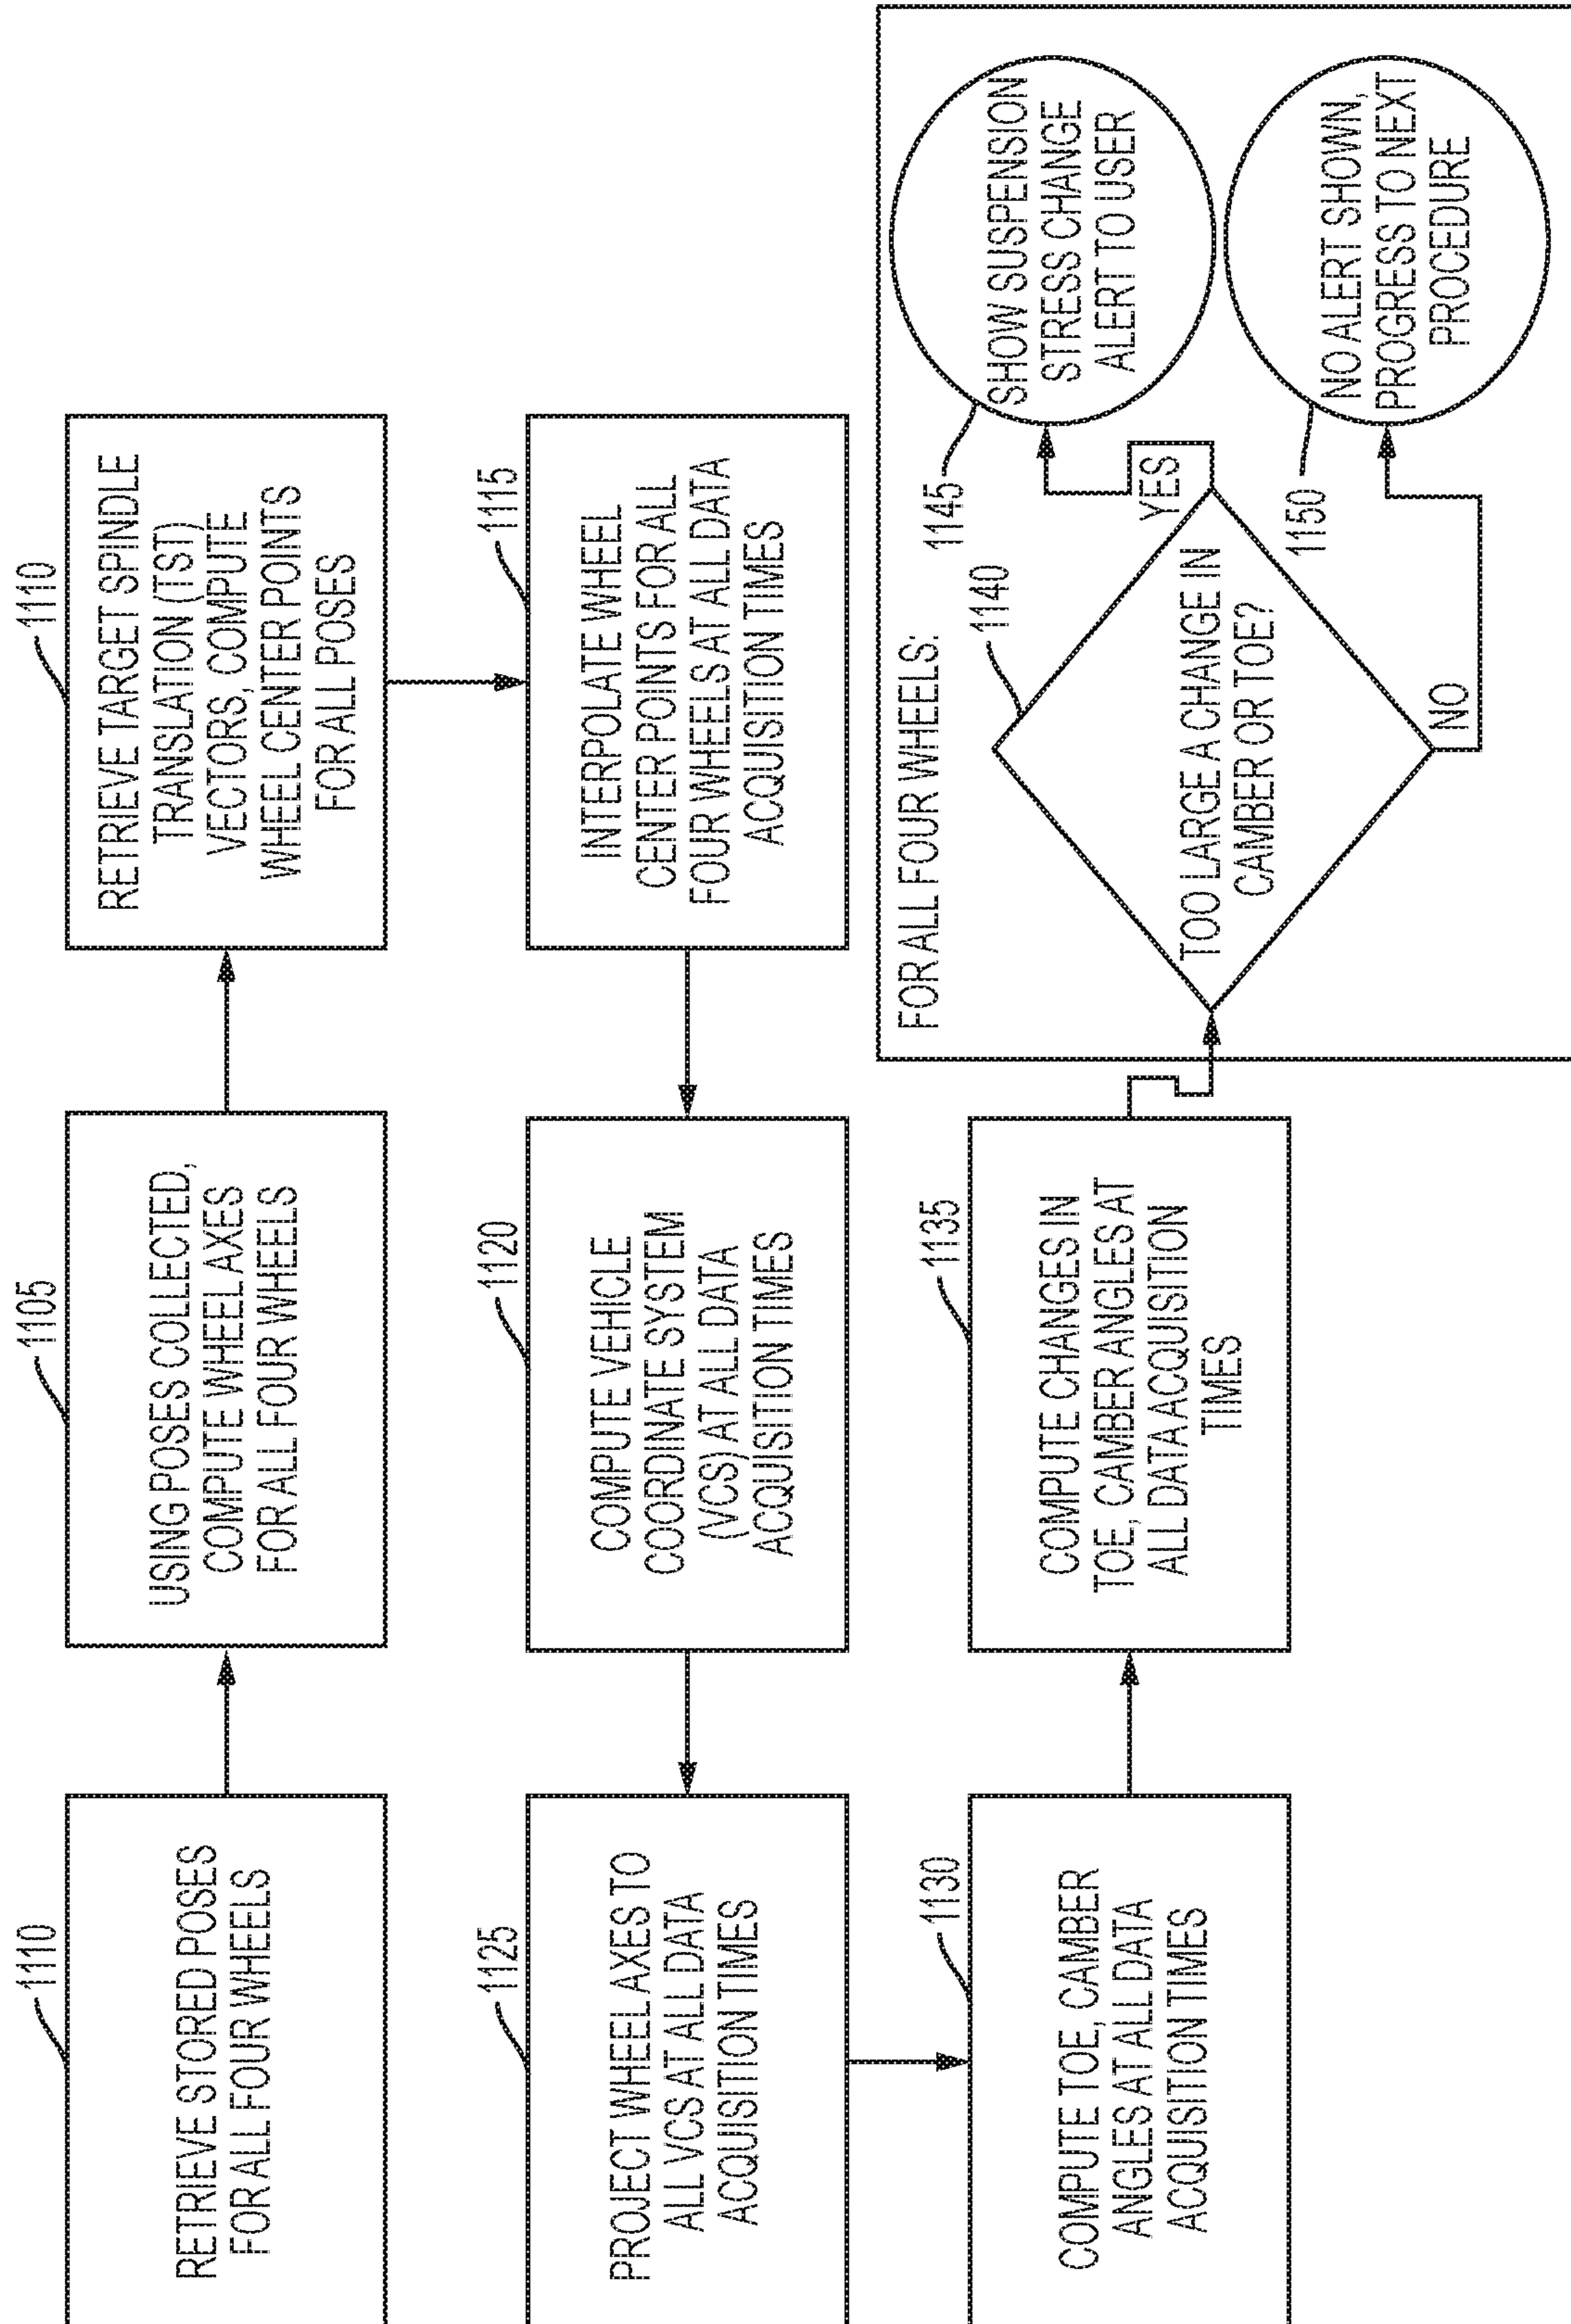 1110
RETRIEVE STORED POSES
FOR ALL FOUR WHEELS
1105
USING POSES COLLECTED,
COMPUTE WHEEL AXES
FOR ALL FOUR WHEELS
1110
RETRIEVE TARGET SPINDLE
TRANSLATION (TST)
VECTORS, COMPUTE
WHEEL CENTER POINTS
FOR ALL POSES
1115
INTERPOLATE WHEEL
CENTER POINTS FOR ALL
FOUR WHEELS AT ALL DATA
ACQUISITION TIMES
1120
COMPUTE VEHICLE
COORDINATE SYSTEM
(VCS) AT ALL DATA
ACQUISITION TIMES
1125
PROJECT WHEEL AXES TO
ALL VCS AT ALL DATA
ACQUISITION TIMES
1130
COMPUTE TOE, CAMBER
ANGLES AT ALL DATA
ACQUISITION TIMES
1135
COMPUTE CHANGES IN
TOE, CAMBER ANGLES AT
ALL DATA ACQUISITION
TIMES
FOR ALL FOUR WHEELS:
1140
TOO LARGE A CHANGE IN
CAMBER OR TOE?
YES
NO
1145
SHOW SUSPENSION
STRESS CHANGE
ALERT TO USER
1150
NO ALERT SHOWN,
PROGRESS TO NEXT
PROCEDURE